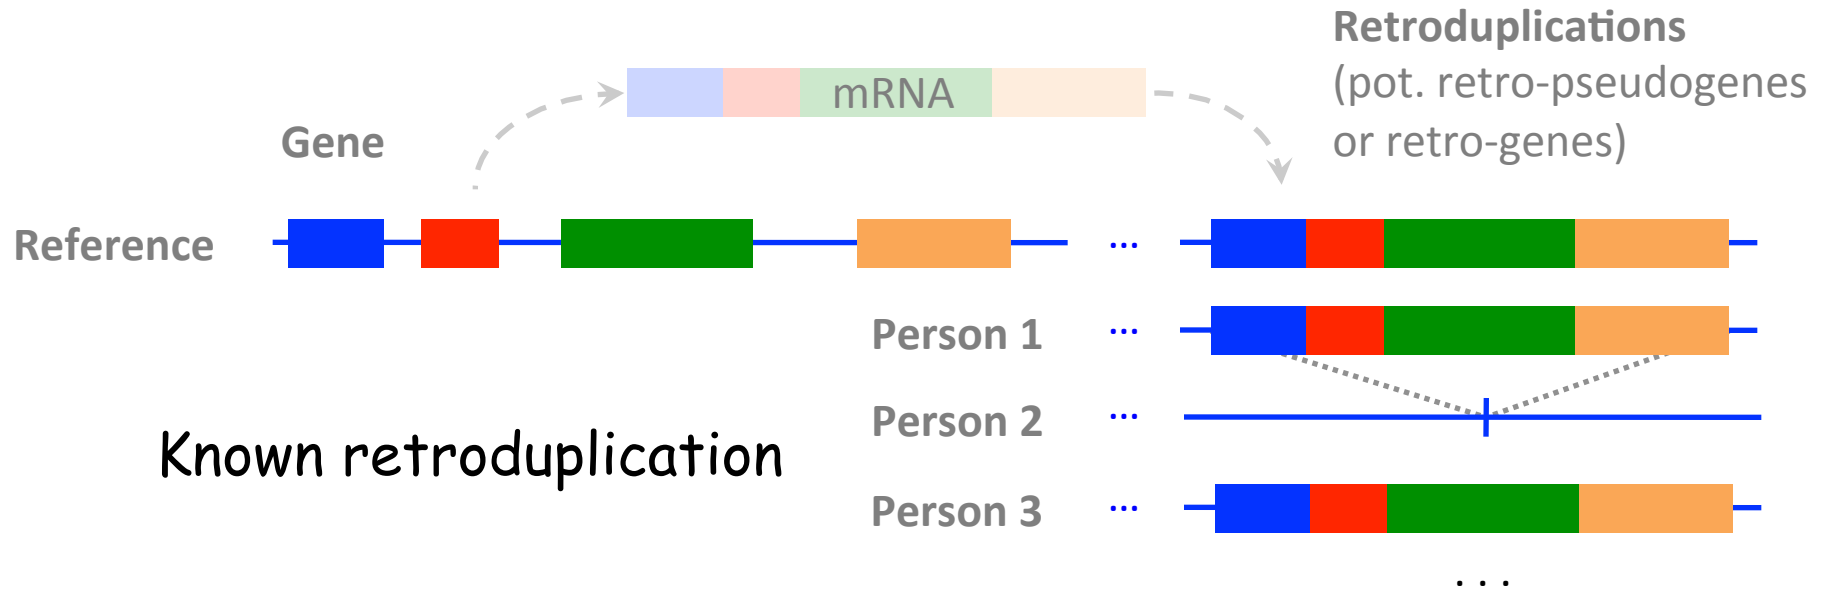 Retroduplications
(pot. retro-pseudogenes
or retro-genes)
mRNA
Gene
Reference ...
Person 1 ...
Person 2 ...
Known retroduplication
Person 3 ...
. . .